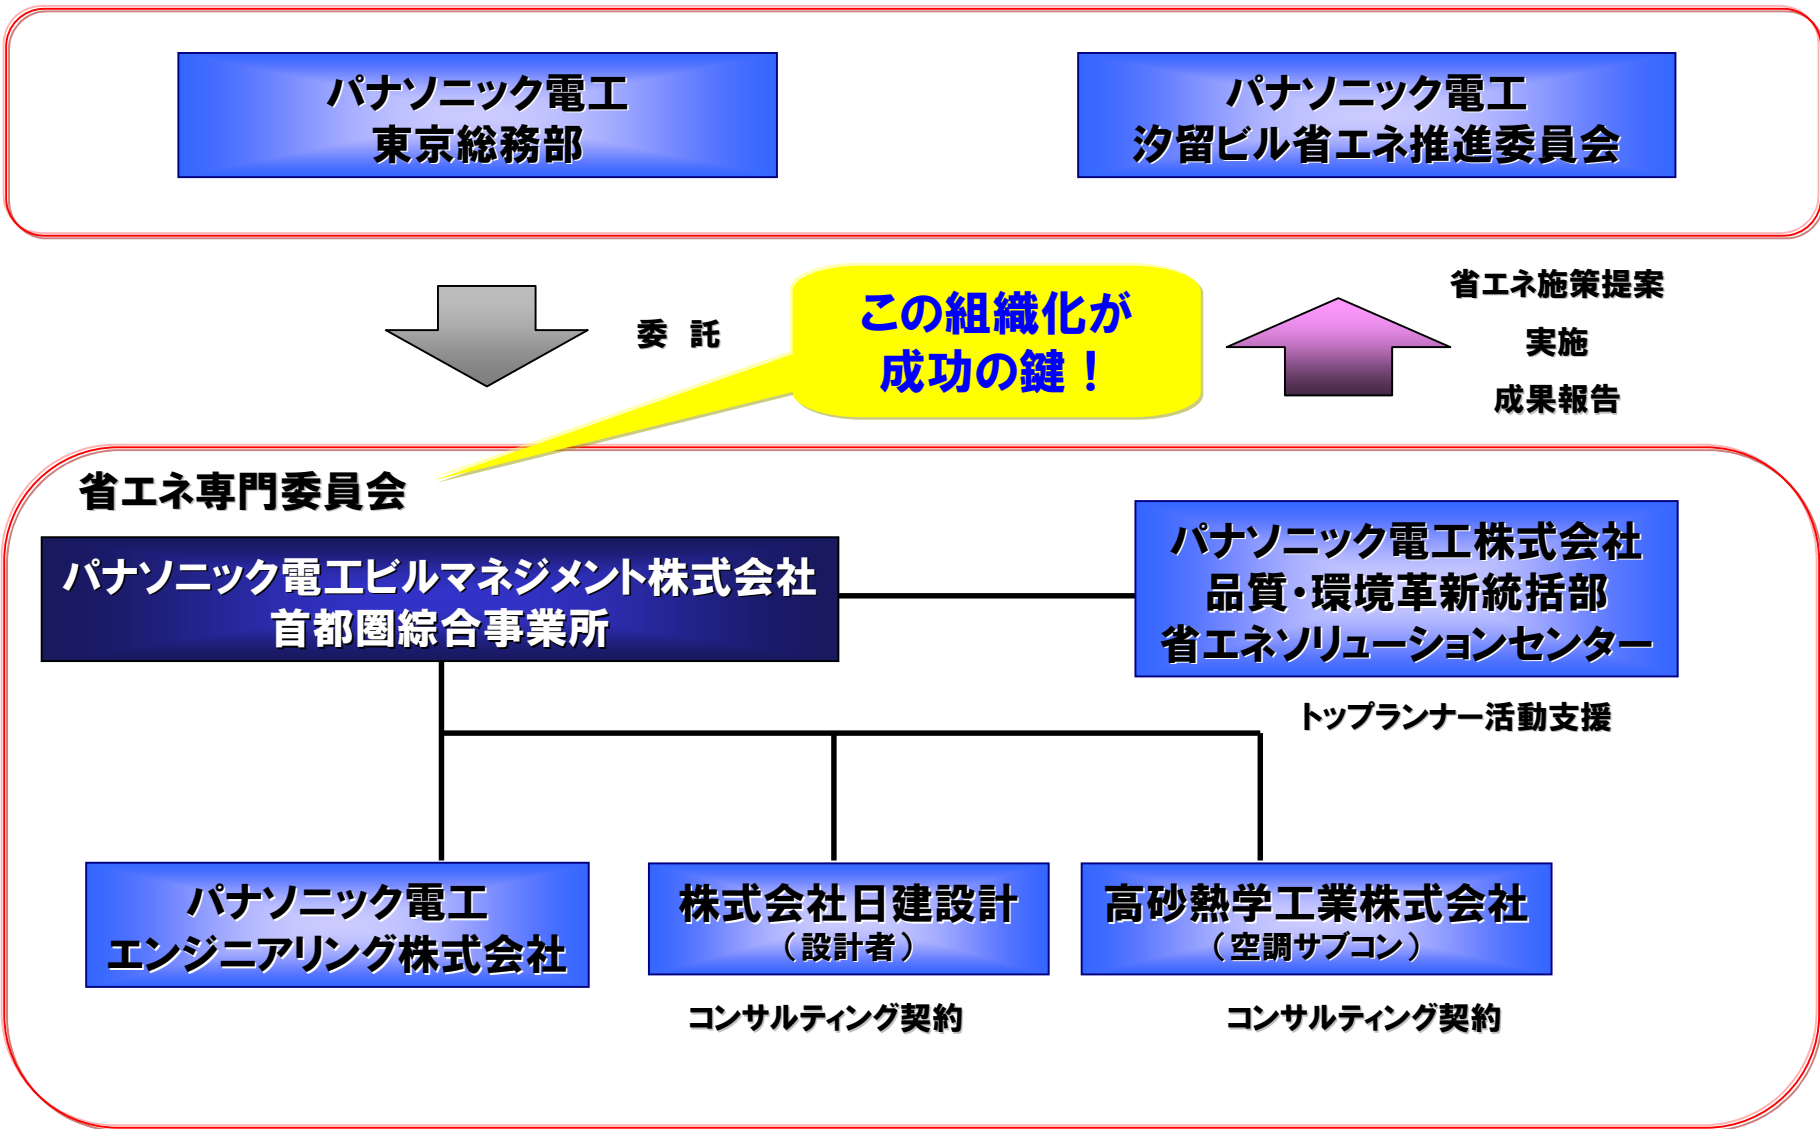 パナソニック電工
東京総務部
パナソニック電工
汐留ビル省エネ推進委員会
委 託
この組織化が
成功の鍵！
省エネ施策提案
実施
成果報告
省エネ専門委員会
パナソニック電工ビルマネジメント株式会社
首都圏綜合事業所
パナソニック電工株式会社
品質・環境革新統括部
省エネソリューションセンター
トップランナー活動支援
パナソニック電工
エンジニアリング株式会社
株式会社日建設計
（設計者）
コンサルティング契約
高砂熱学工業株式会社
（空調サブコン）
コンサルティング契約